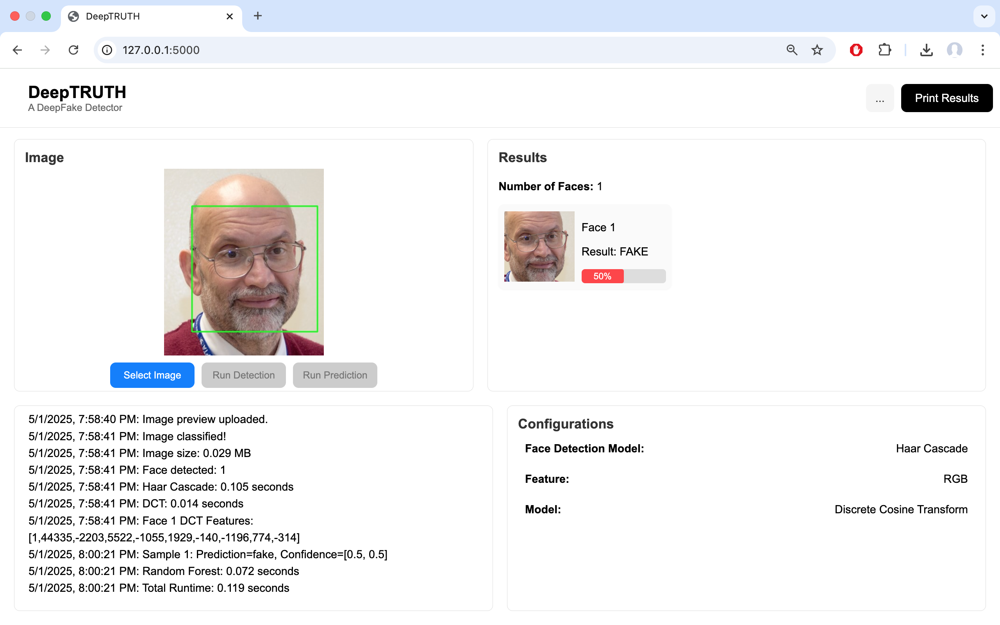 DeepTRUTH
127.0.0.1:5000
DeepTRUTH
A DeepFake Detector
...
Print Results
Image
Select Image
Run Detection
Run Prediction
Results
Number of Faces: 1
Face 1
Result: FAKE
50%
5/1/2025, 7:58:40 PM: Image preview uploaded.
5/1/2025, 7:58:41 PM: Image classified!
5/1/2025, 7:58:41 PM: Image size: 0.029 MB
5/1/2025, 7:58:41 PM: Face detected: 1
5/1/2025, 7:58:41 PM: Haar Cascade: 0.105 seconds
5/1/2025, 7:58:41 PM: DCT: 0.014 seconds
5/1/2025, 7:58:41 PM: Face 1 DCT Features:
[1,44335,-2203,5522,-1055,1929,-140,-1196,774,-314]
5/1/2025, 8:00:21 PM: Sample 1: Prediction=fake, Confidence=[0.5, 0.5]
5/1/2025, 8:00:21 PM: Random Forest: 0.072 seconds
5/1/2025, 8:00:21 PM: Total Runtime: 0.119 seconds
Configurations
Face Detection Model: Haar Cascade
Feature: RGB
Model: Discrete Cosine Transform